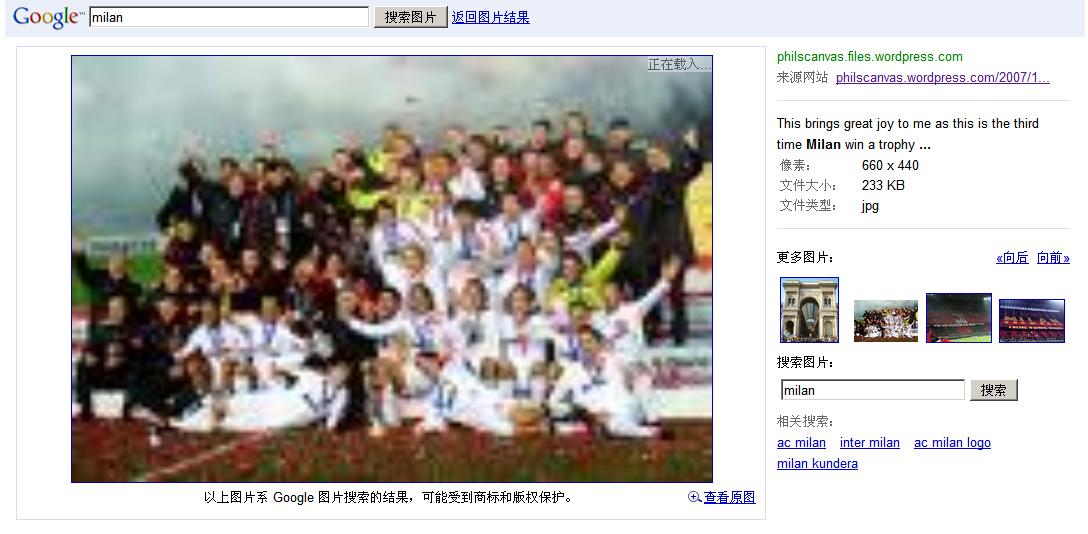 Google™ milan 搜索图片 返回图片结果
正在载入...
以上图片系 Google 图片搜索的结果，可能受到商标和版权保护。
查看原图
philscanvas.files.wordpress.com
来源网站 philscanvas.wordpress.com/2007/1...
This brings great joy to me as this is the third
time Milan win a trophy ...
像素： 660 x 440
文件大小： 233 KB
文件类型： jpg
更多图片： «向后 向前»
搜索图片：
milan 搜索
相关搜索：
ac milan inter milan ac milan logo
milan kundera